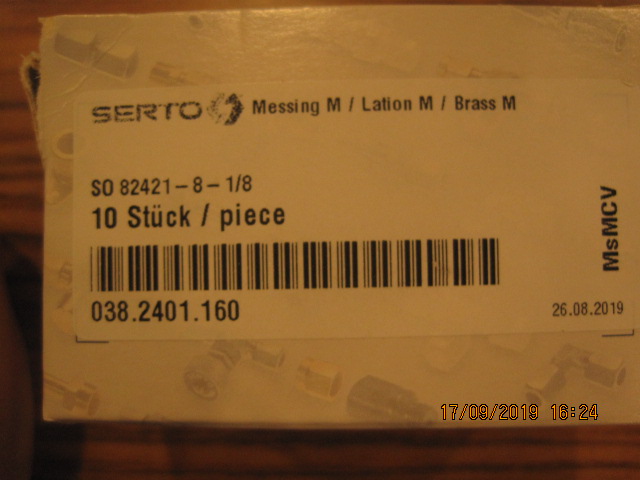 SERTO Messing M / Lation M / Brass M
SO 82421-8-1/8
10 Stück / piece
MsMCV
038.2401.160
26.08.2019
17/09/2019 16:24